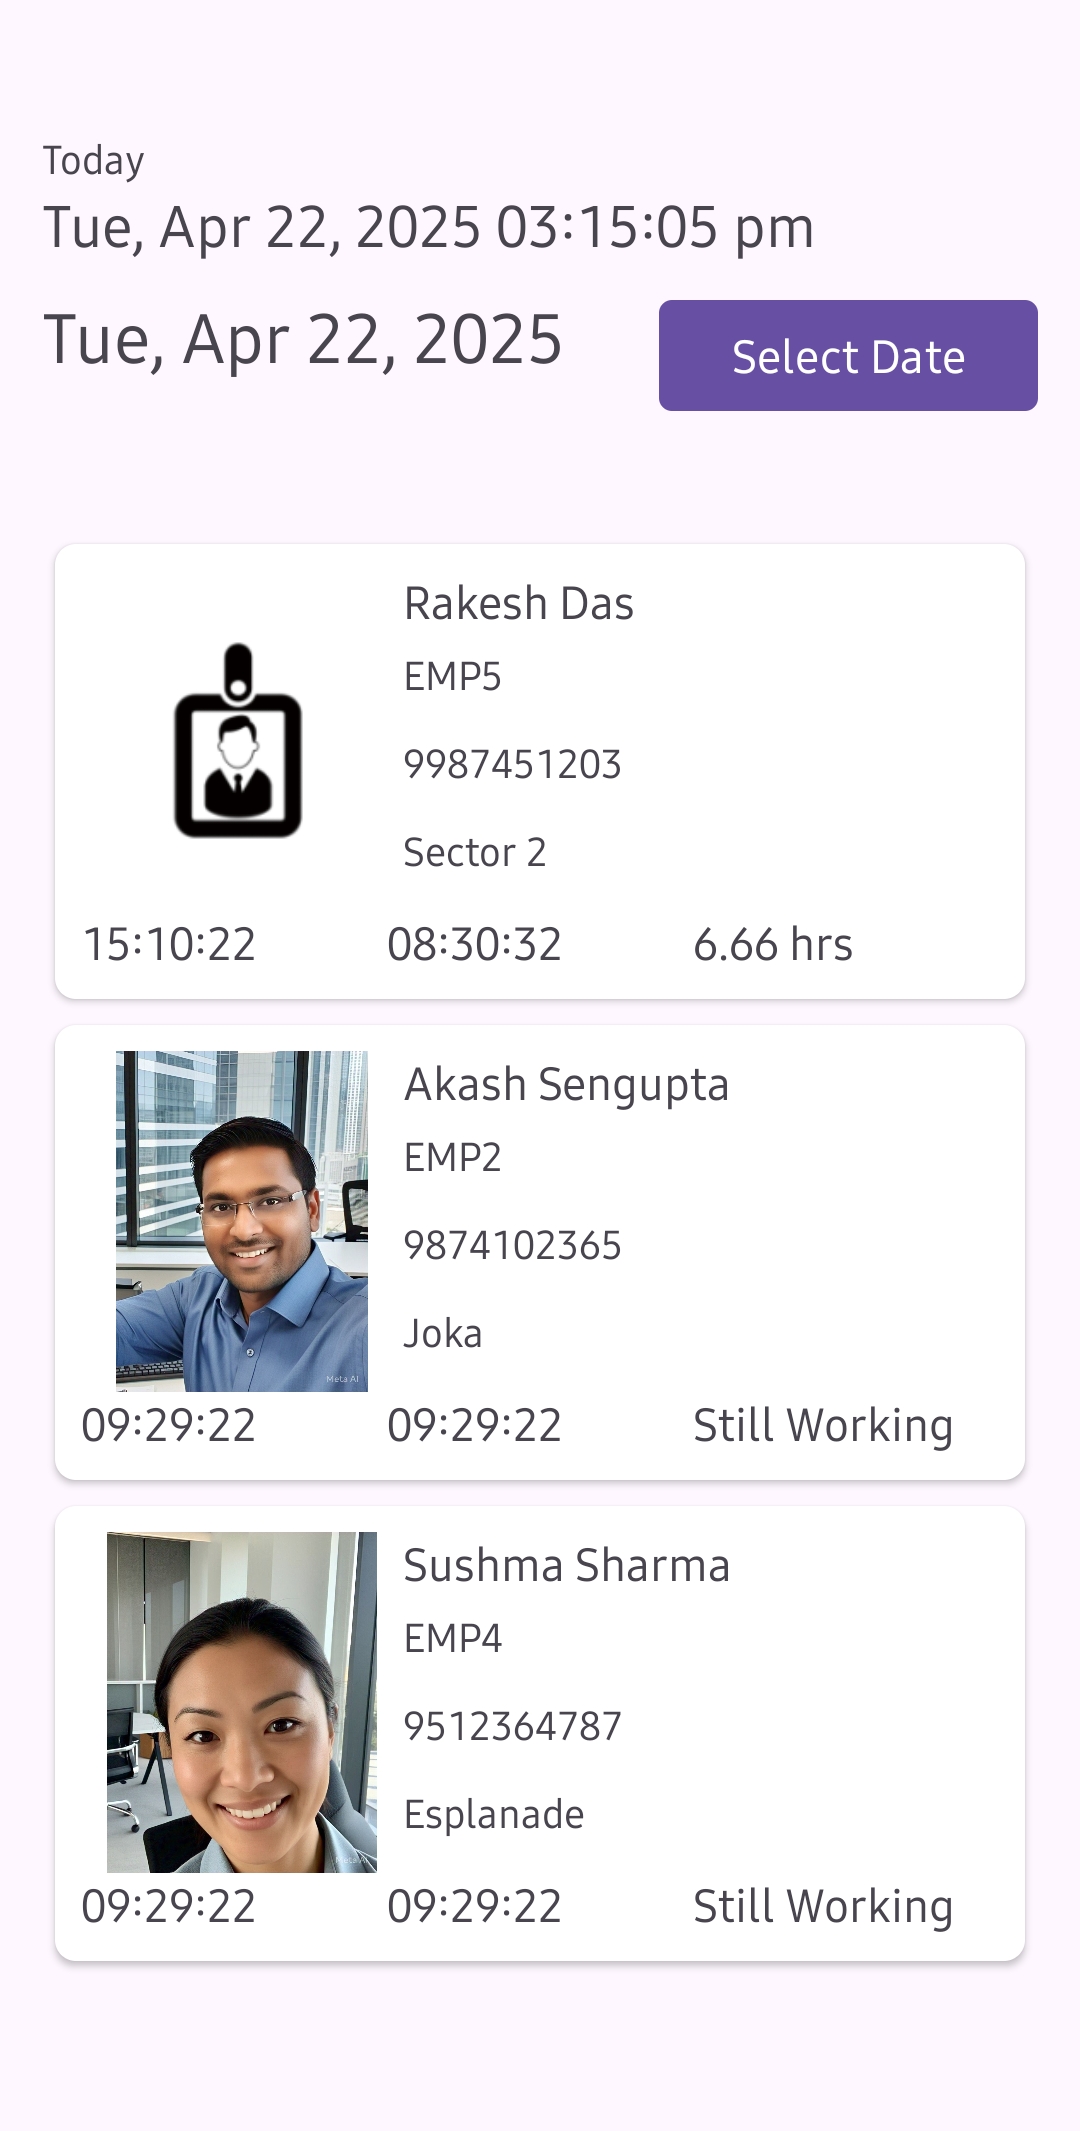 Today
Tue, Apr 22, 2025 03:15:05 pm
Tue, Apr 22, 2025
Select Date
Rakesh Das
EMP5
9987451203
Sector 2
15:10:22 08:30:32 6.66 hrs
Akash Sengupta
EMP2
9874102365
Joka
Meta AI
09:29:22 09:29:22 Still Working
Sushma Sharma
EMP4
9512364787
Esplanade
Meta AI
09:29:22 09:29:22 Still Working